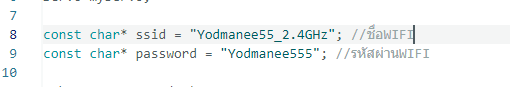 8 const char* ssid = "Yodmanee55_2.4GHz"; //ชื่อWIFI
9 const char* password = "Yodmanee555"; //รหัสผ่านWIFI
10